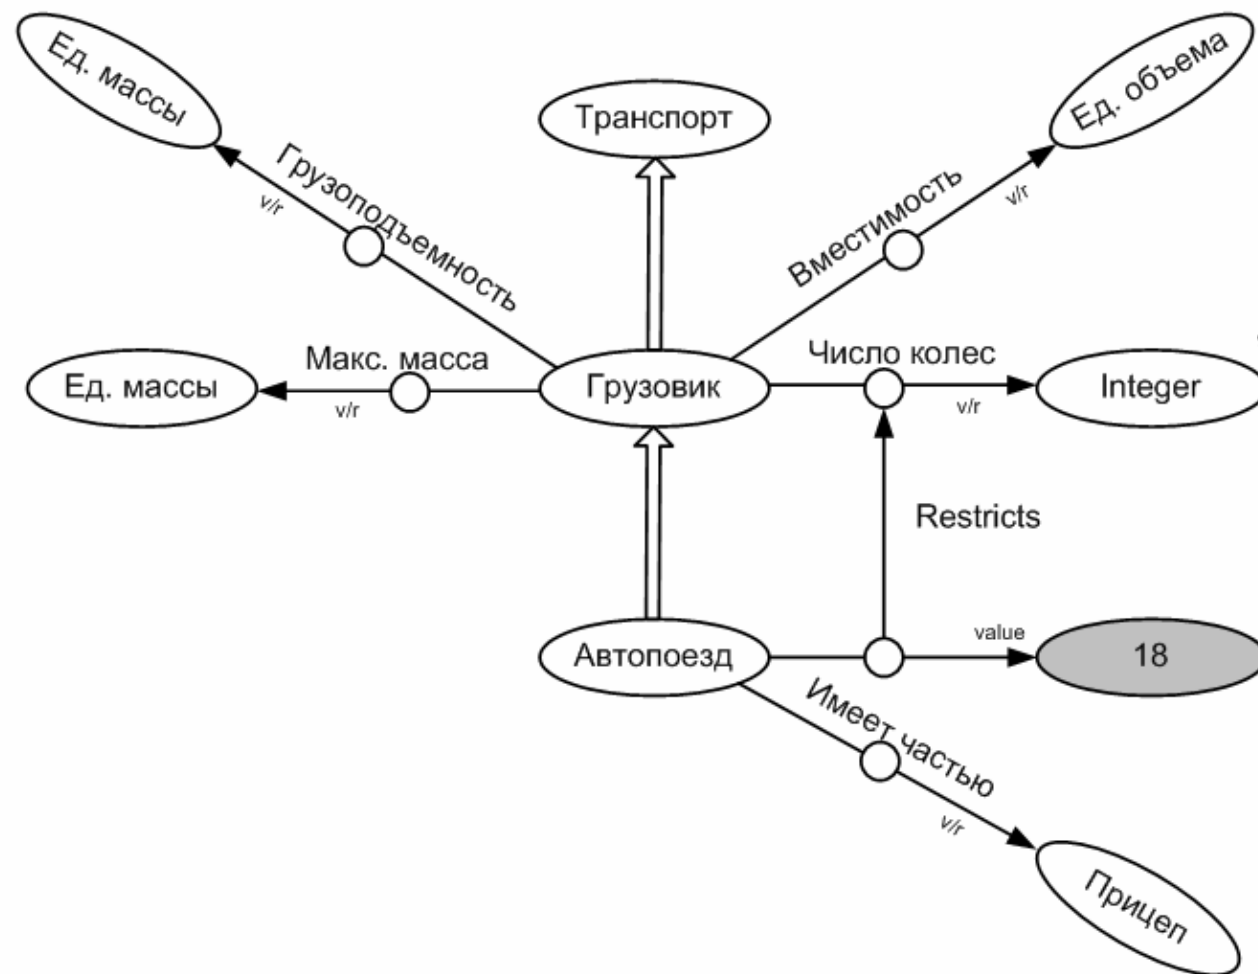 Ед. массы
Транспорт
Ед. объема
Грузоподъемность
v/r
Вместимость
v/r
Макс. масса
Число колес
Ед. массы
v/r
Грузовик
v/r
Integer
Restricts
Автопоезд
value
18
Имеет частью
v/r
Прицеп